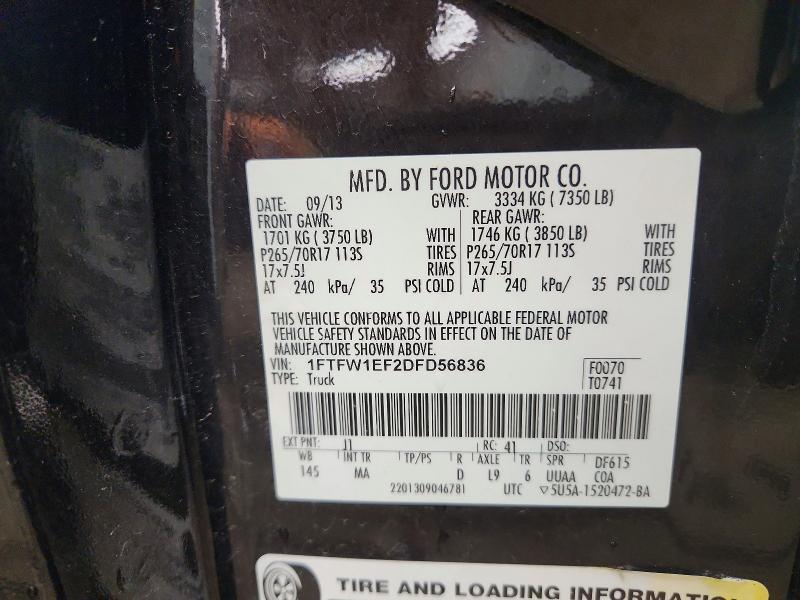 MFD. BY FORD MOTOR CO.
DATE: 09/13 GVWR: 3334 KG ( 7350 LB)
FRONT GAWR: REAR GAWR:
1701 KG ( 3750 LB) WITH 1746 KG ( 3850 LB) WITH
P265/70R17 113S TIRES P265/70R17 113S TIRES
17x7.5J RIMS 17x7.5J RIMS
AT 240 kPa/ 35 PSI COLD AT 240 kPa/ 35 PSI COLD
THIS VEHICLE CONFORMS TO ALL APPLICABLE FEDERAL MOTOR
VEHICLE SAFETY STANDARDS IN EFFECT ON THE DATE OF
MANUFACTURE SHOWN ABOVE.
VIN: 1FTFW1EF2DFD56836 F0070
TYPE: Truck T0741
EXT PNT: J1 RC: 41 DSO:
WB INT TR TP/PS R AXLE TR SPR DF615
145 MA D L9 6 UUAA COA
2201309046781 UTC ▽5U5A-1520472-BA
TIRE AND LOADING INFORMATION